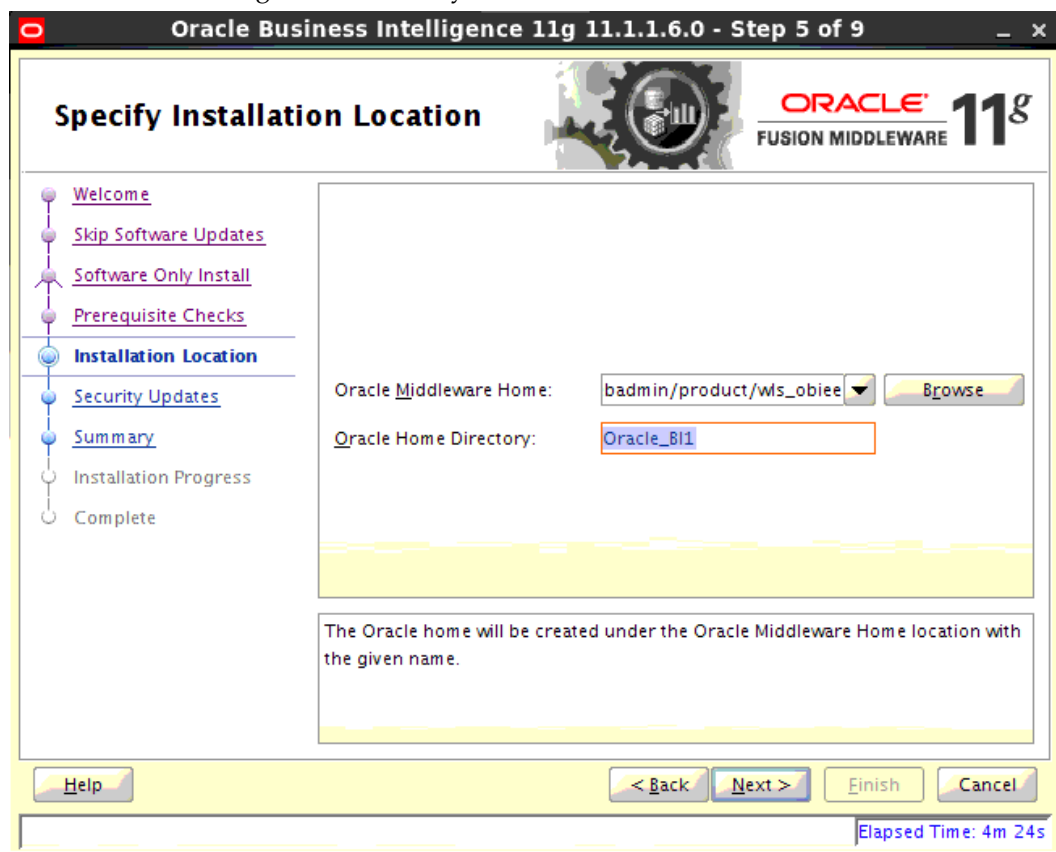 Oracle Business Intelligence 11g 11.1.1.6.0 - Step 5 of 9
Specify Installation Location
ORACLE
FUSION MIDDLEWARE
11g
Welcome
Skip Software Updates
Software Only Install
Prerequisite Checks
Installation Location
Security Updates
Summary
Installation Progress
Complete
Oracle Middleware Home: badmin/product/wls_obiee Browse
Oracle Home Directory: Oracle_BI1
The Oracle home will be created under the Oracle Middleware Home location with
the given name.
Help < Back Next > Finish Cancel
Elapsed Time: 4m 24s